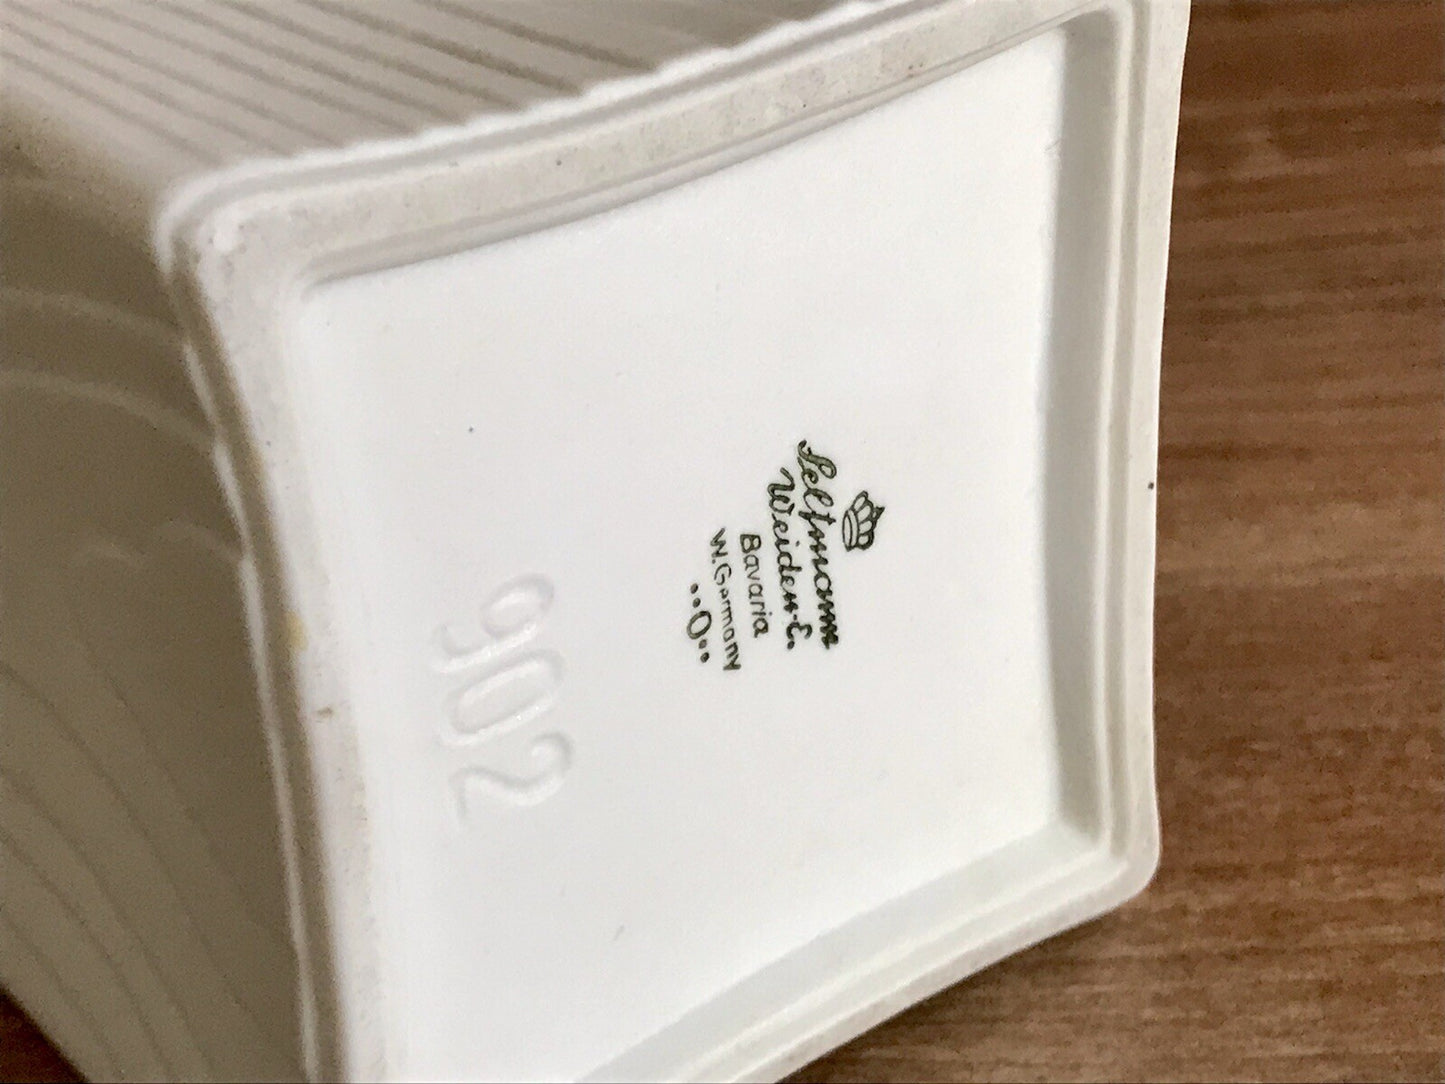 Seltmann
Weiden-E.
Bavaria
W.Germany
..O..
902